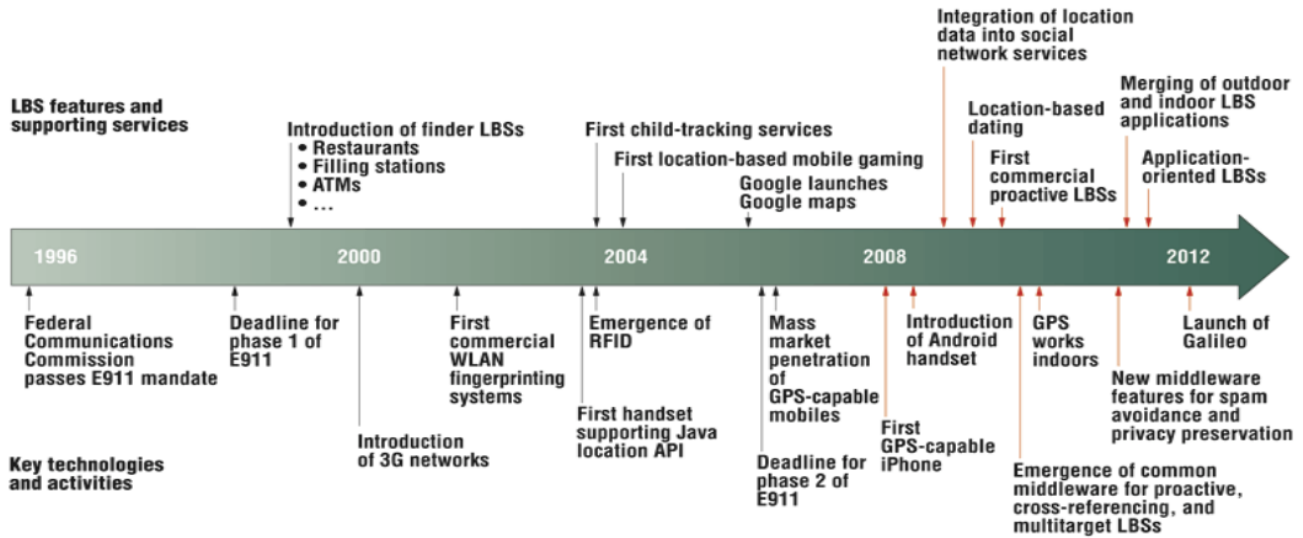 Integration of location
data into social
network services
LBS features and
supporting services
Introduction of finder LBSs
• Restaurants
• Filling stations
• ATMs
• ...
First child-tracking services
First location-based mobile gaming
Google launches
Google maps
Location-based
dating
First
commercial
proactive LBSs
Merging of outdoor
and indoor LBS
applications
Application-
oriented LBSs
1996
2000
2004
2008
2012
Federal
Communications
Commission
passes E911 mandate
Deadline for
phase 1 of
E911
Introduction
of 3G networks
First
commercial
WLAN
fingerprinting
systems
Emergence of
RFID
First handset
supporting Java
location API
Mass
market
penetration
of
GPS-capable
mobiles
Deadline for
phase 2 of
E911
First
GPS-capable
iPhone
Introduction
of Android
handset
GPS
works
indoors
Emergence of common
middleware for proactive,
cross-referencing, and
multitarget LBSs
New middleware
features for spam
avoidance and
privacy preservation
Launch of
Galileo
Key technologies
and activities